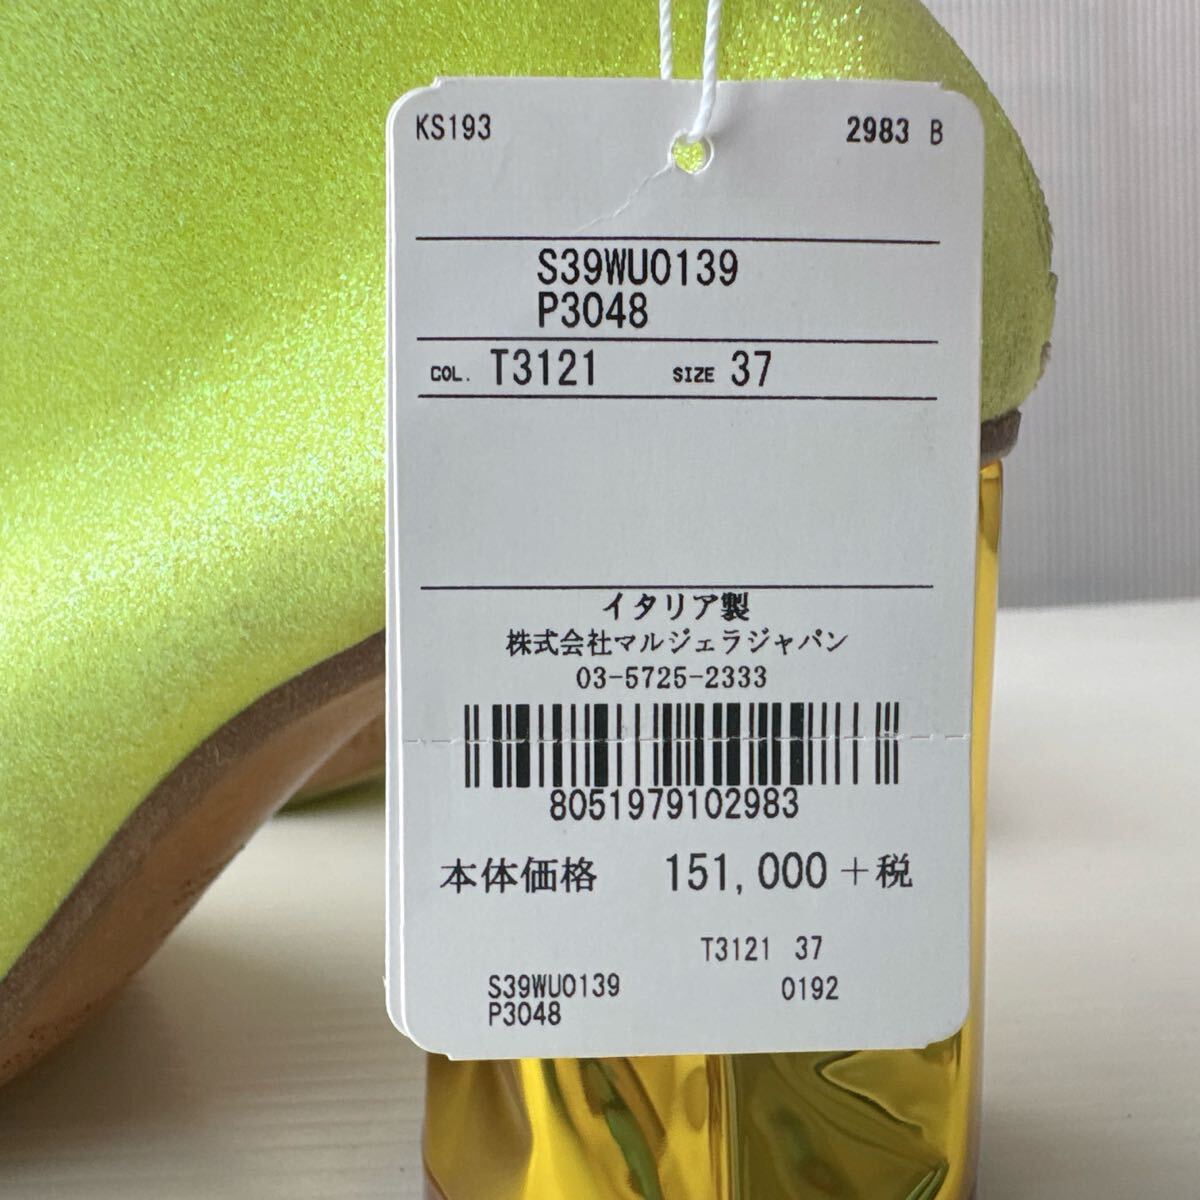 KS193 2983 B
S39WU0139
P3048
COL. T3121 SIZE 37
イタリア製
株式会社マルジェラジャパン
03-5725-2333
8051979102983
本体価格 151,000+税
T3121 37
S39WU0139 0192
P3048